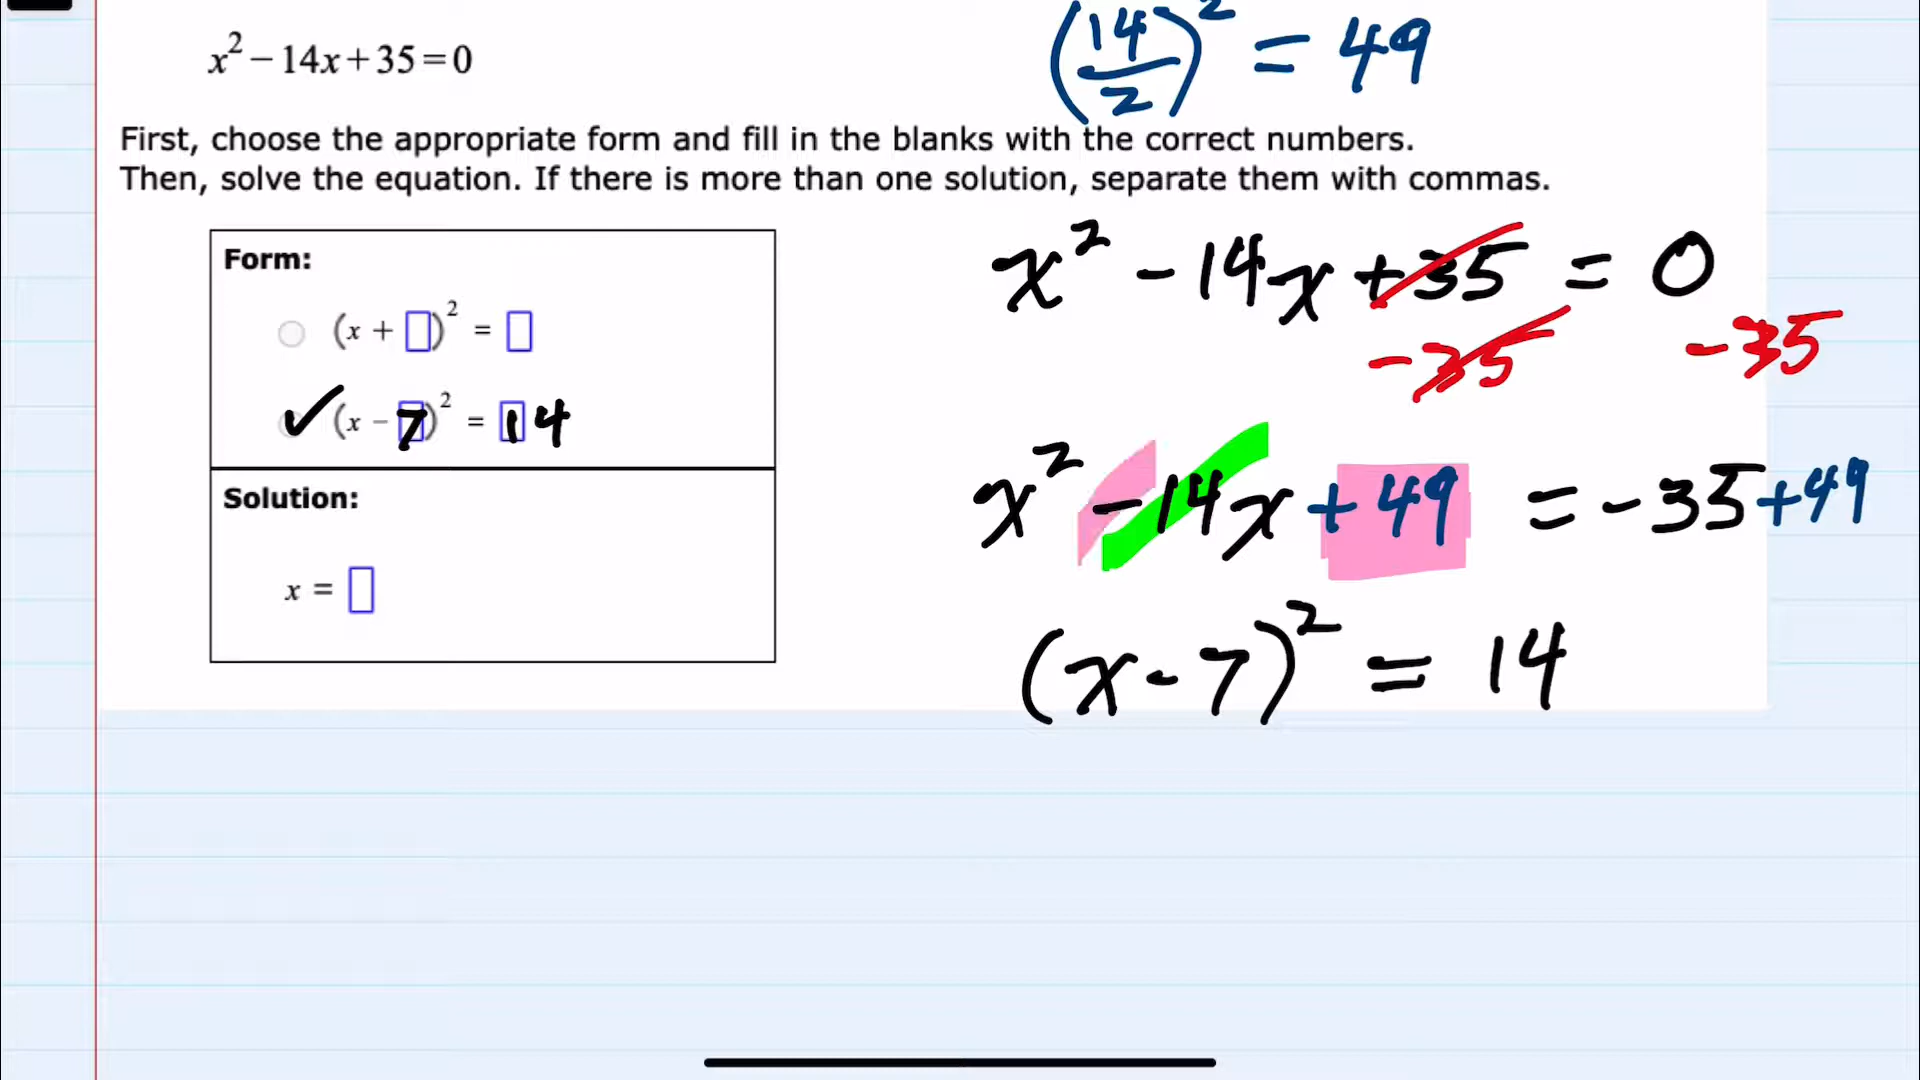 (14/2)² = 49
x² − 14x + 35 = 0
First, choose the appropriate form and fill in the blanks with the correct numbers.
Then, solve the equation. If there is more than one solution, separate them with commas.
Form:
(x + □)² = □
✓ (x − 7)² = 14
Solution:
x = □
x² − 14x + 35 = 0
−35 −35
x² − 14x + 49 = −35 + 49
(x − 7)² = 14